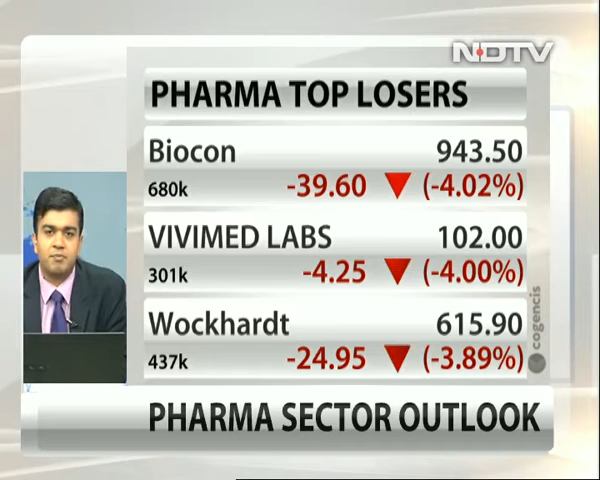 NDTV
PHARMA TOP LOSERS
Biocon 943.50
680k -39.60 ▼ (-4.02%)
VIVIMED LABS 102.00
301k -4.25 ▼ (-4.00%)
Wockhardt 615.90
437k -24.95 ▼ (-3.89%)
cogencis
PHARMA SECTOR OUTLOOK